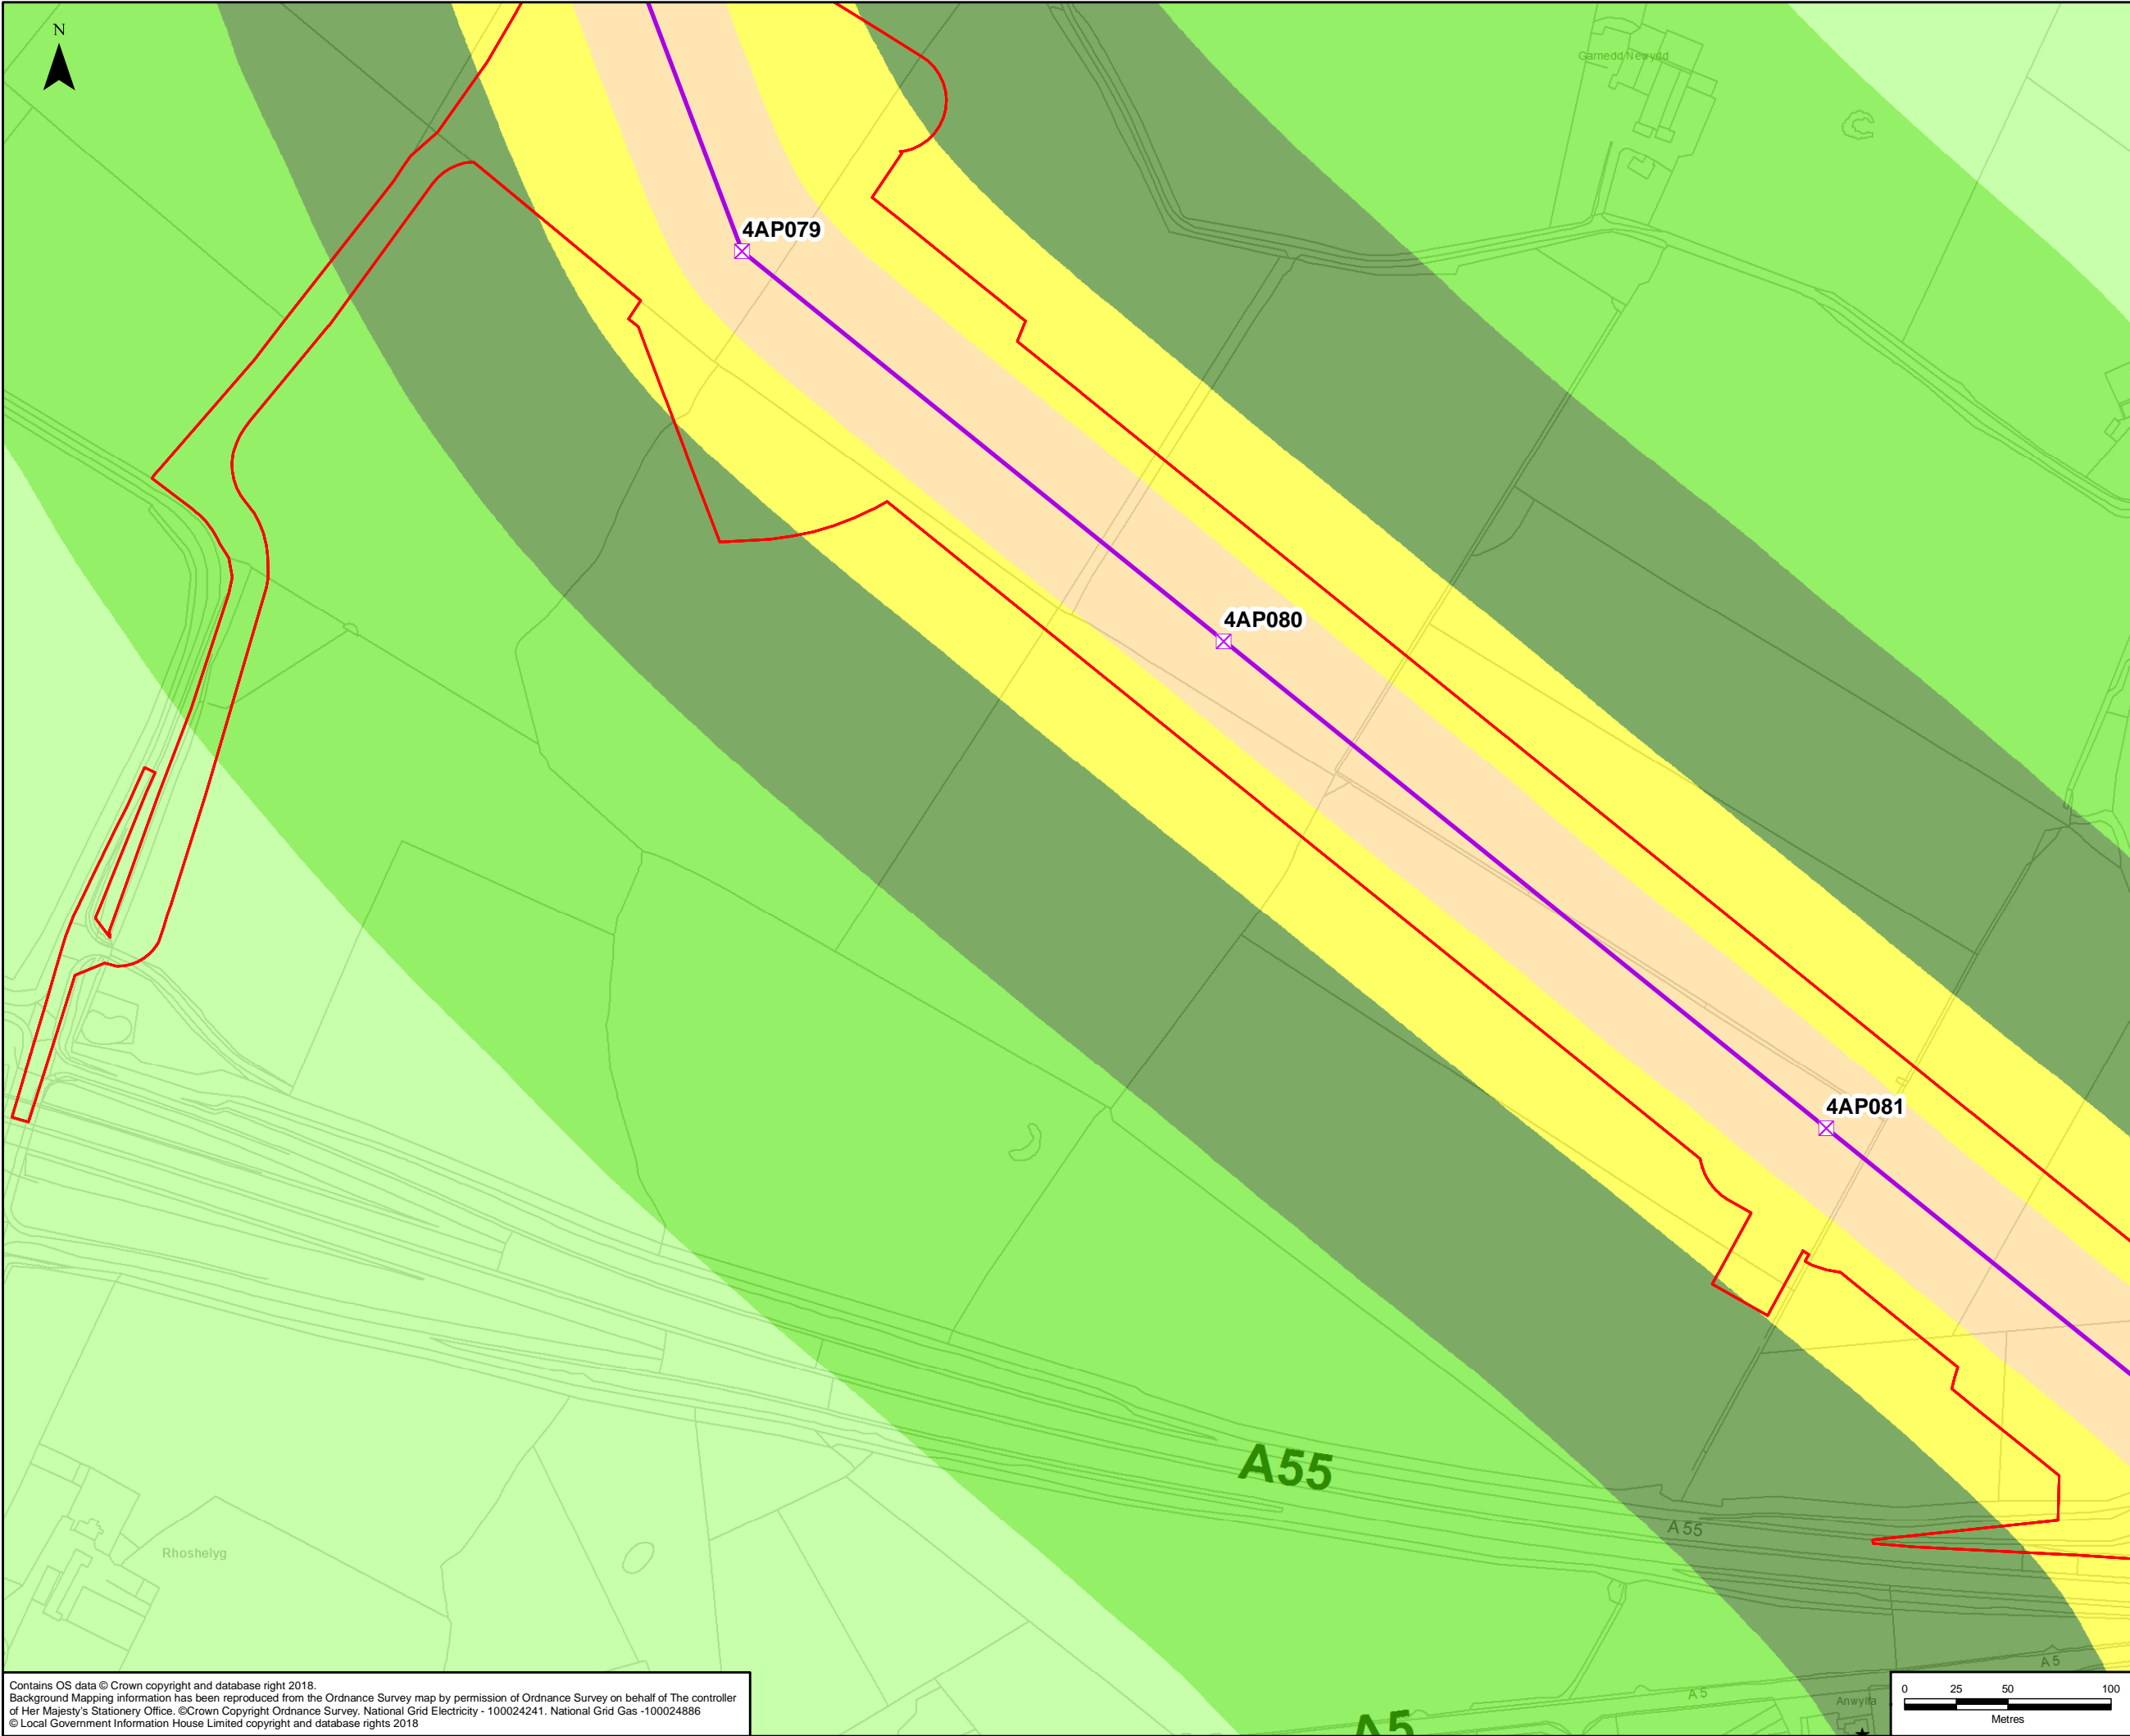 N
Garnedd Newydd
4AP079
4AP080
4AP081
A55
A 55
Rhoshelyg
A 5
A 5
A5
Anwylfa
Contains OS data © Crown copyright and database right 2018.
Background Mapping information has been reproduced from the Ordnance Survey map by permission of Ordnance Survey on behalf of The controller
of Her Majesty's Stationery Office. ©Crown Copyright Ordnance Survey. National Grid Electricity - 100024241. National Grid Gas -100024886
© Local Government Information House Limited copyright and database rights 2018
0 25 50 100
Metres